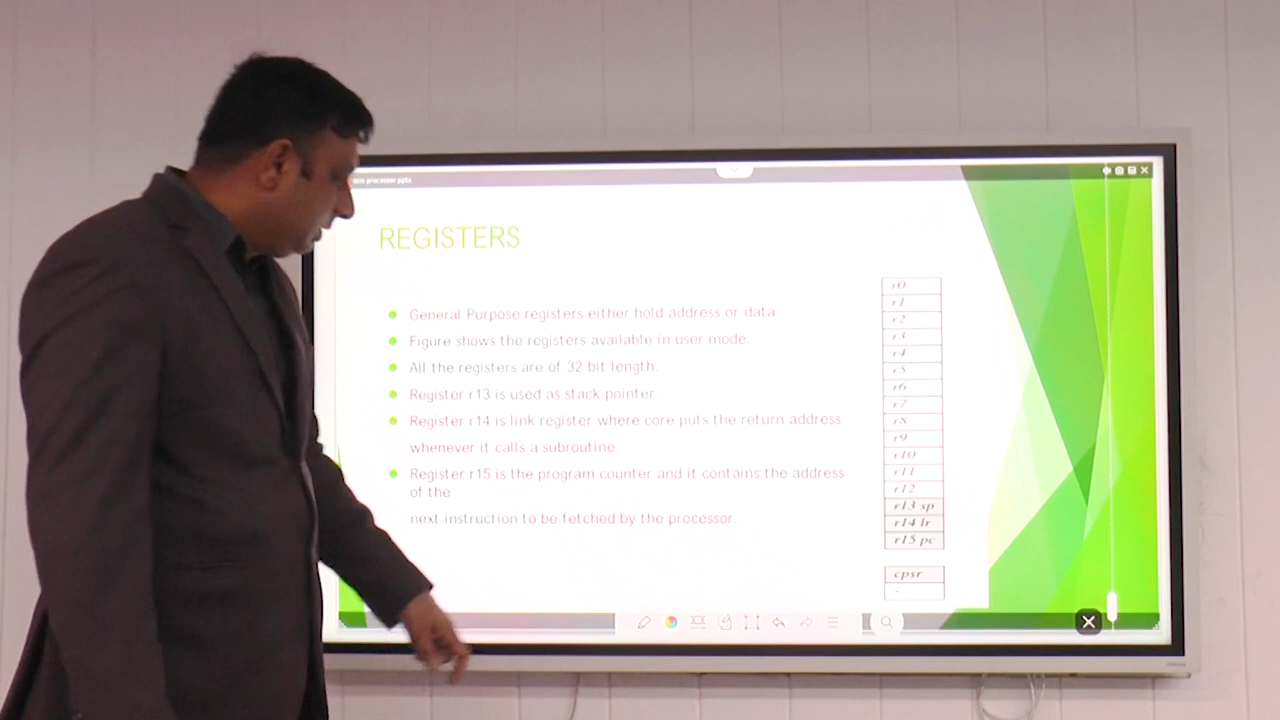 arm processor pptx
REGISTERS
General Purpose registers either hold address or data
Figure shows the registers available in user mode.
All the registers are of 32 bit length.
Register r13 is used as stack pointer.
Register r14 is link register where core puts the return address
whenever it calls a subroutine.
Register r15 is the program counter and it contains the address
of the
next instruction to be fetched by the processor.
r0
r1
r2
r3
r4
r5
r6
r7
r8
r9
r10
r11
r12
r13 sp
r14 lr
r15 pc
cpsr
-